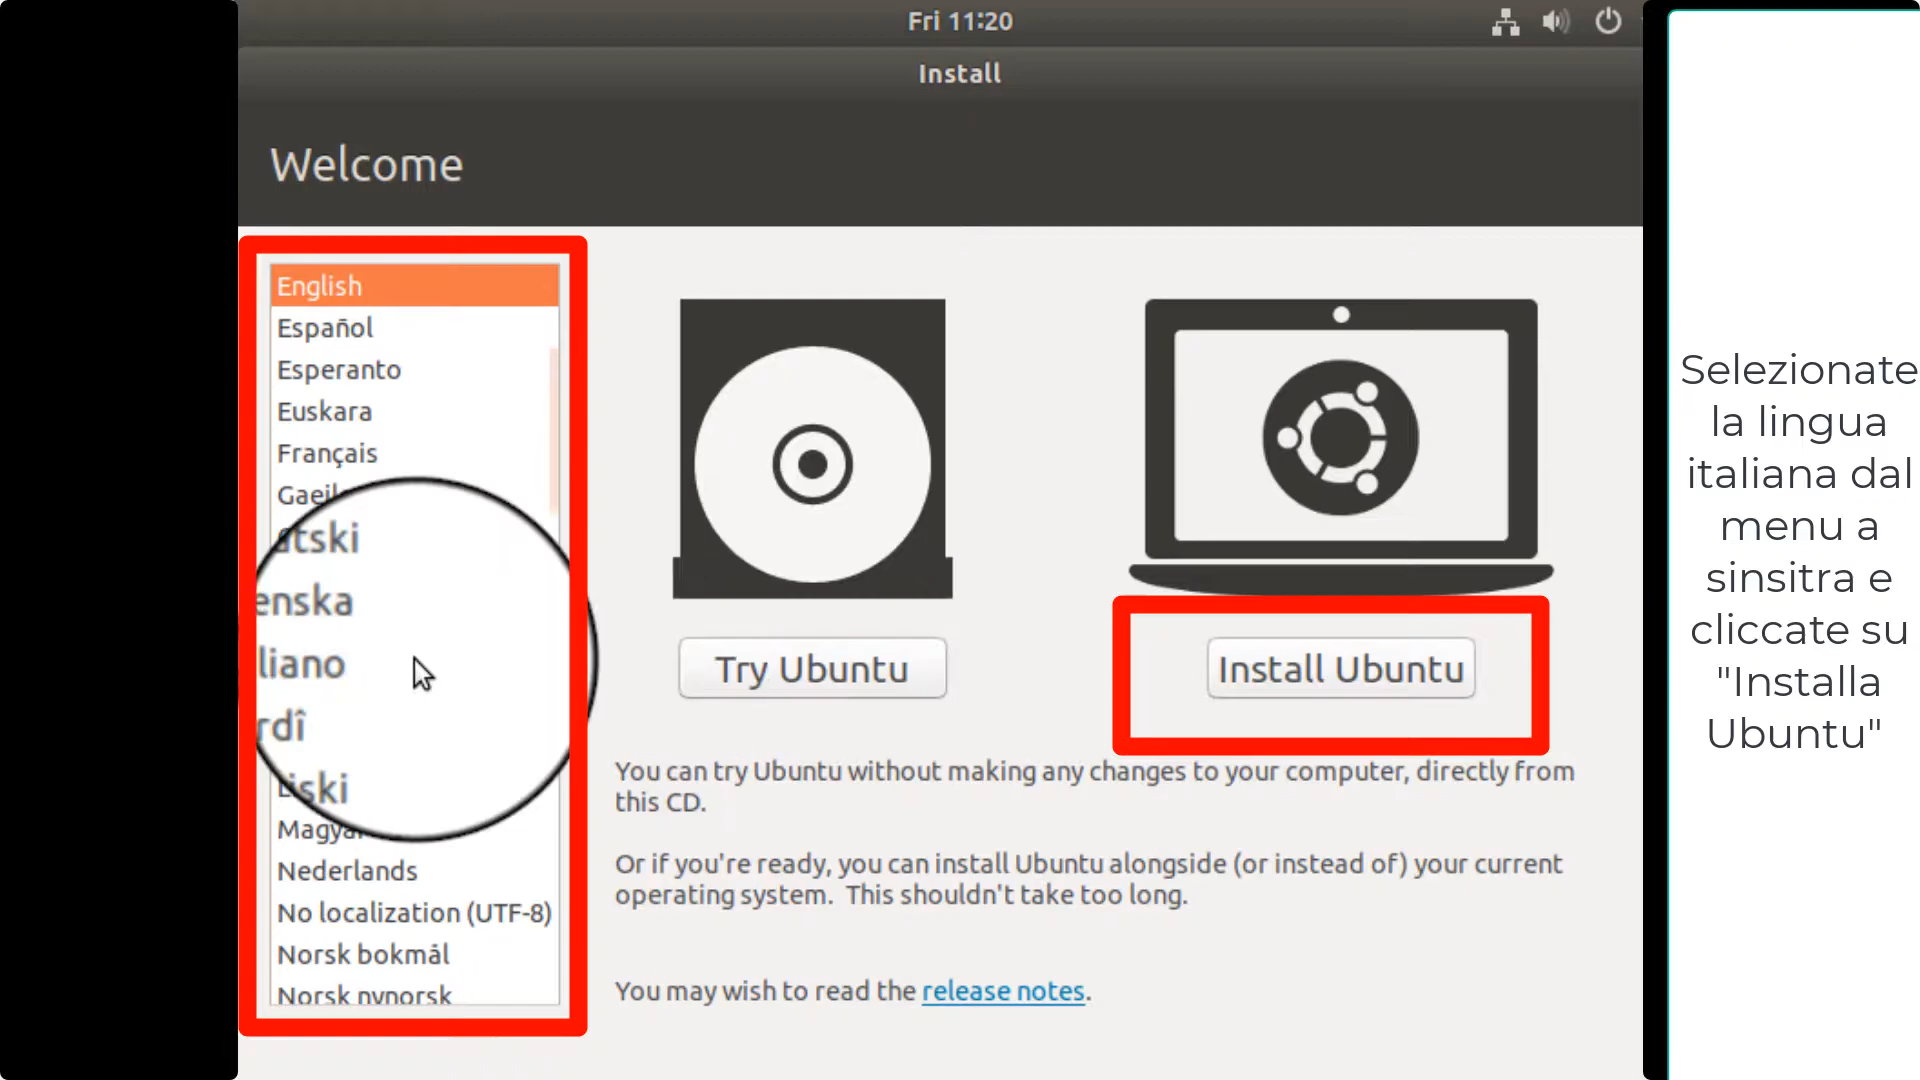 Fri 11:20
Install
Welcome
English
Español
Esperanto
Euskara
Français
Gaeil
atski
enska
liano
rdî
iski
Magya
Nederlands
No localization (UTF-8)
Norsk bokmål
Norsk nynorsk
Try Ubuntu
Install Ubuntu
You can try Ubuntu without making any changes to your computer, directly from
this CD.
Or if you're ready, you can install Ubuntu alongside (or instead of) your current
operating system. This shouldn't take too long.
You may wish to read the release notes.
Selezionate
la lingua
italiana dal
menu a
sinsitra e
cliccate su
"Installa
Ubuntu"